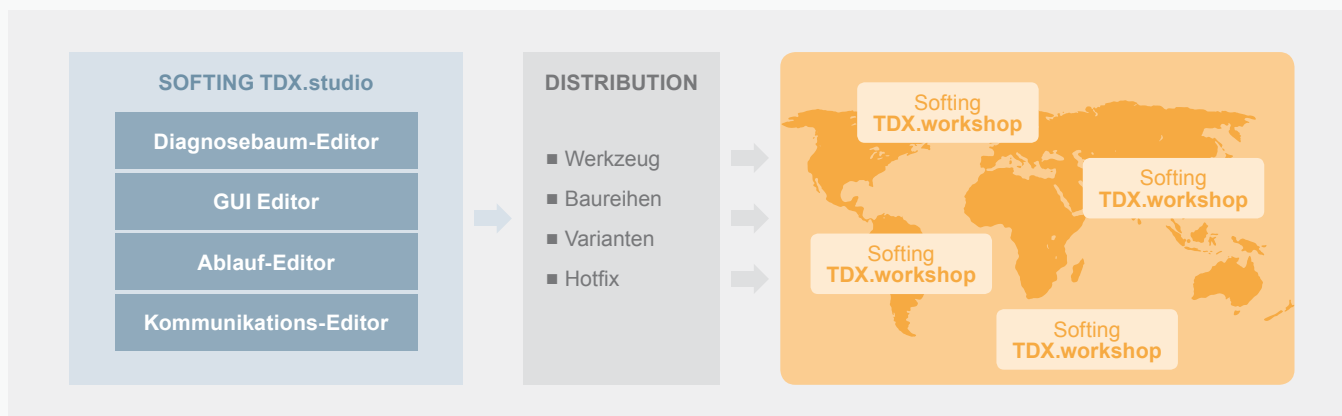 SOFTING TDX.studio
Diagnosebaum-Editor
GUI Editor
Ablauf-Editor
Kommunikations-Editor
DISTRIBUTION
■ Werkzeug
■ Baureihen
■ Varianten
■ Hotfix
Softing
TDX.workshop
Softing
TDX.workshop
Softing
TDX.workshop
Softing
TDX.workshop